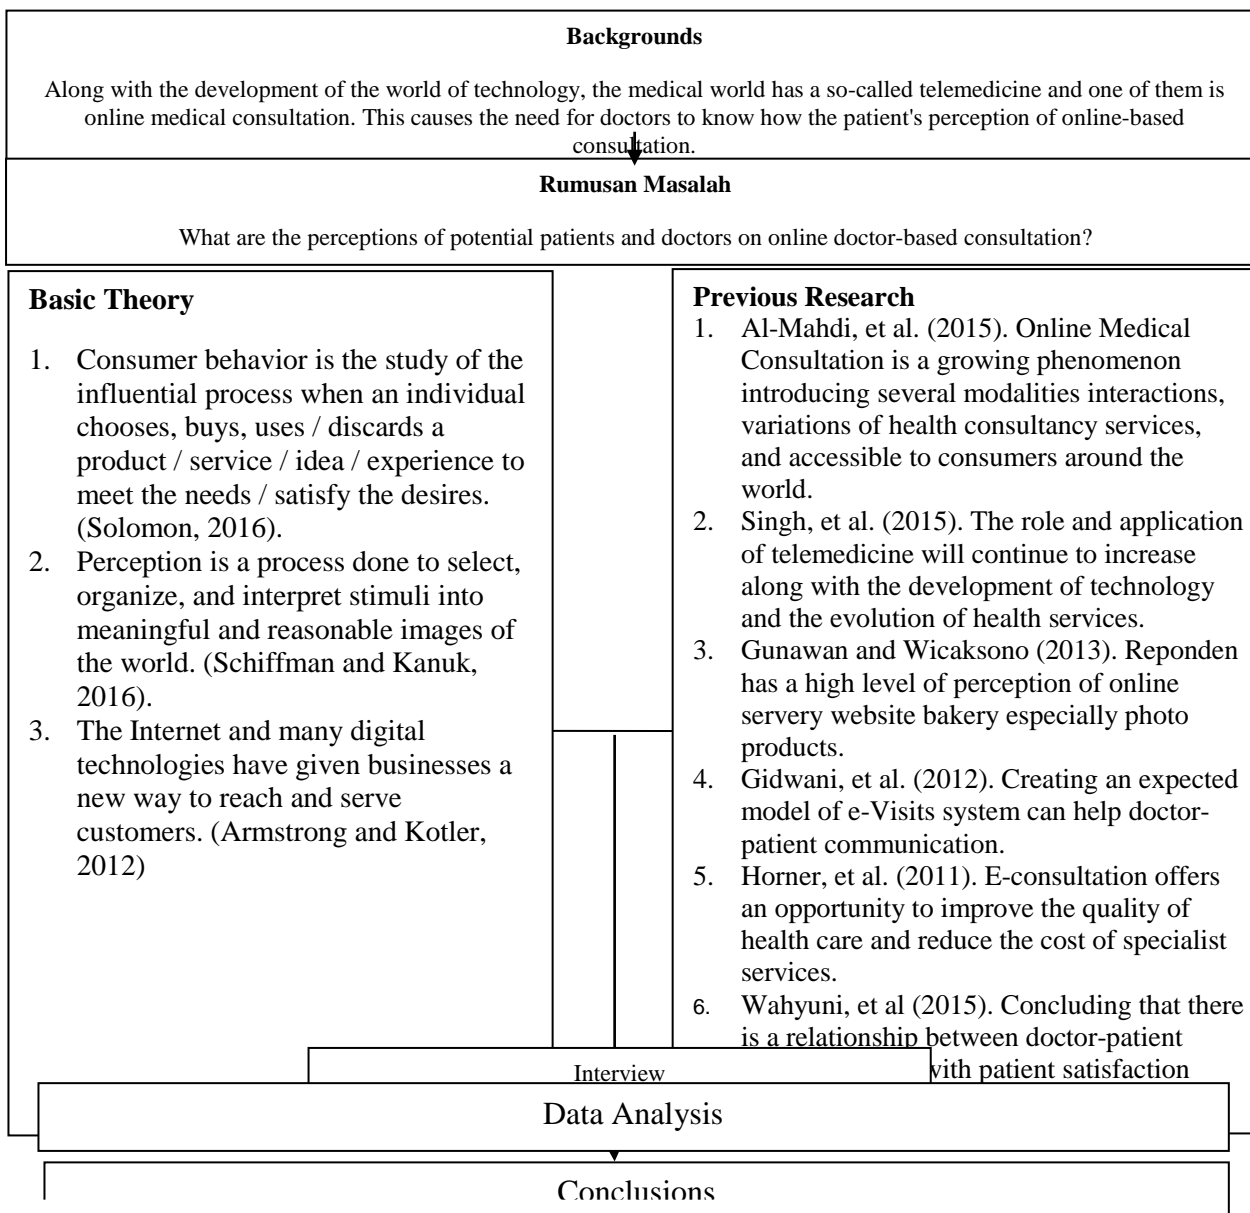 Backgrounds
Along with the development of the world of technology, the medical world has a so-called telemedicine and one of them is
online medical consultation. This causes the need for doctors to know how the patient's perception of online-based
consultation.
Rumusan Masalah
What are the perceptions of potential patients and doctors on online doctor-based consultation?
Basic Theory
1. Consumer behavior is the study of the
influential process when an individual
chooses, buys, uses / discards a
product / service / idea / experience to
meet the needs / satisfy the desires.
(Solomon, 2016).
2. Perception is a process done to select,
organize, and interpret stimuli into
meaningful and reasonable images of
the world. (Schiffman and Kanuk,
2016).
3. The Internet and many digital
technologies have given businesses a
new way to reach and serve
customers. (Armstrong and Kotler,
2012)
Previous Research
1. Al-Mahdi, et al. (2015). Online Medical
Consultation is a growing phenomenon
introducing several modalities interactions,
variations of health consultancy services,
and accessible to consumers around the
world.
2. Singh, et al. (2015). The role and application
of telemedicine will continue to increase
along with the development of technology
and the evolution of health services.
3. Gunawan and Wicaksono (2013). Reponden
has a high level of perception of online
servery website bakery especially photo
products.
4. Gidwani, et al. (2012). Creating an expected
model of e-Visits system can help doctor-
patient communication.
5. Horner, et al. (2011). E-consultation offers
an opportunity to improve the quality of
health care and reduce the cost of specialist
services.
6. Wahyuni, et al (2015). Concluding that there
is a relationship between doctor-patient
with patient satisfaction
Interview
Data Analysis
Conclusions